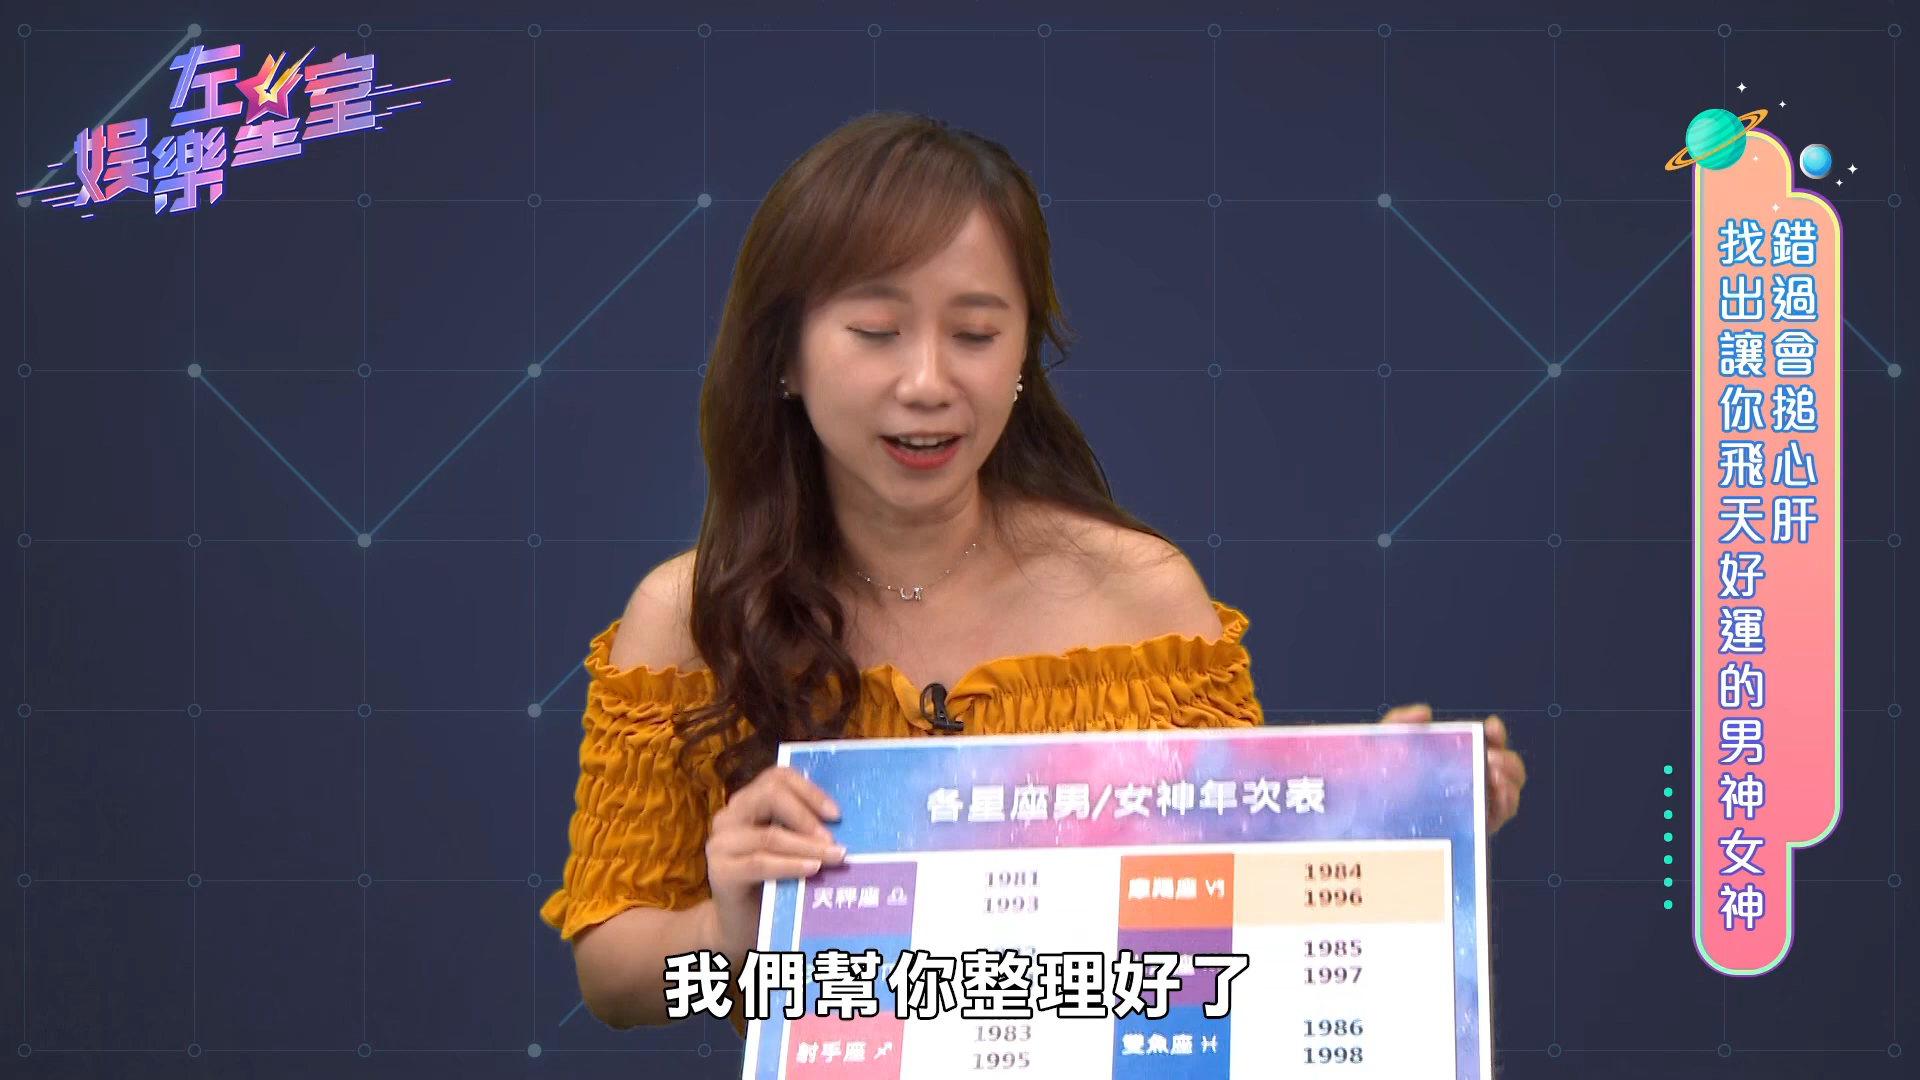 左星室
娛樂
錯過會搥心肝
找出讓你飛天好運的男神女神
各星座男/女神年次表
天秤座 ♎
1981
1993
摩羯座 ♑
1984
1996
1985
1997
射手座 ♐
1983
1995
雙魚座 ♓
1986
1998
我們幫你整理好了